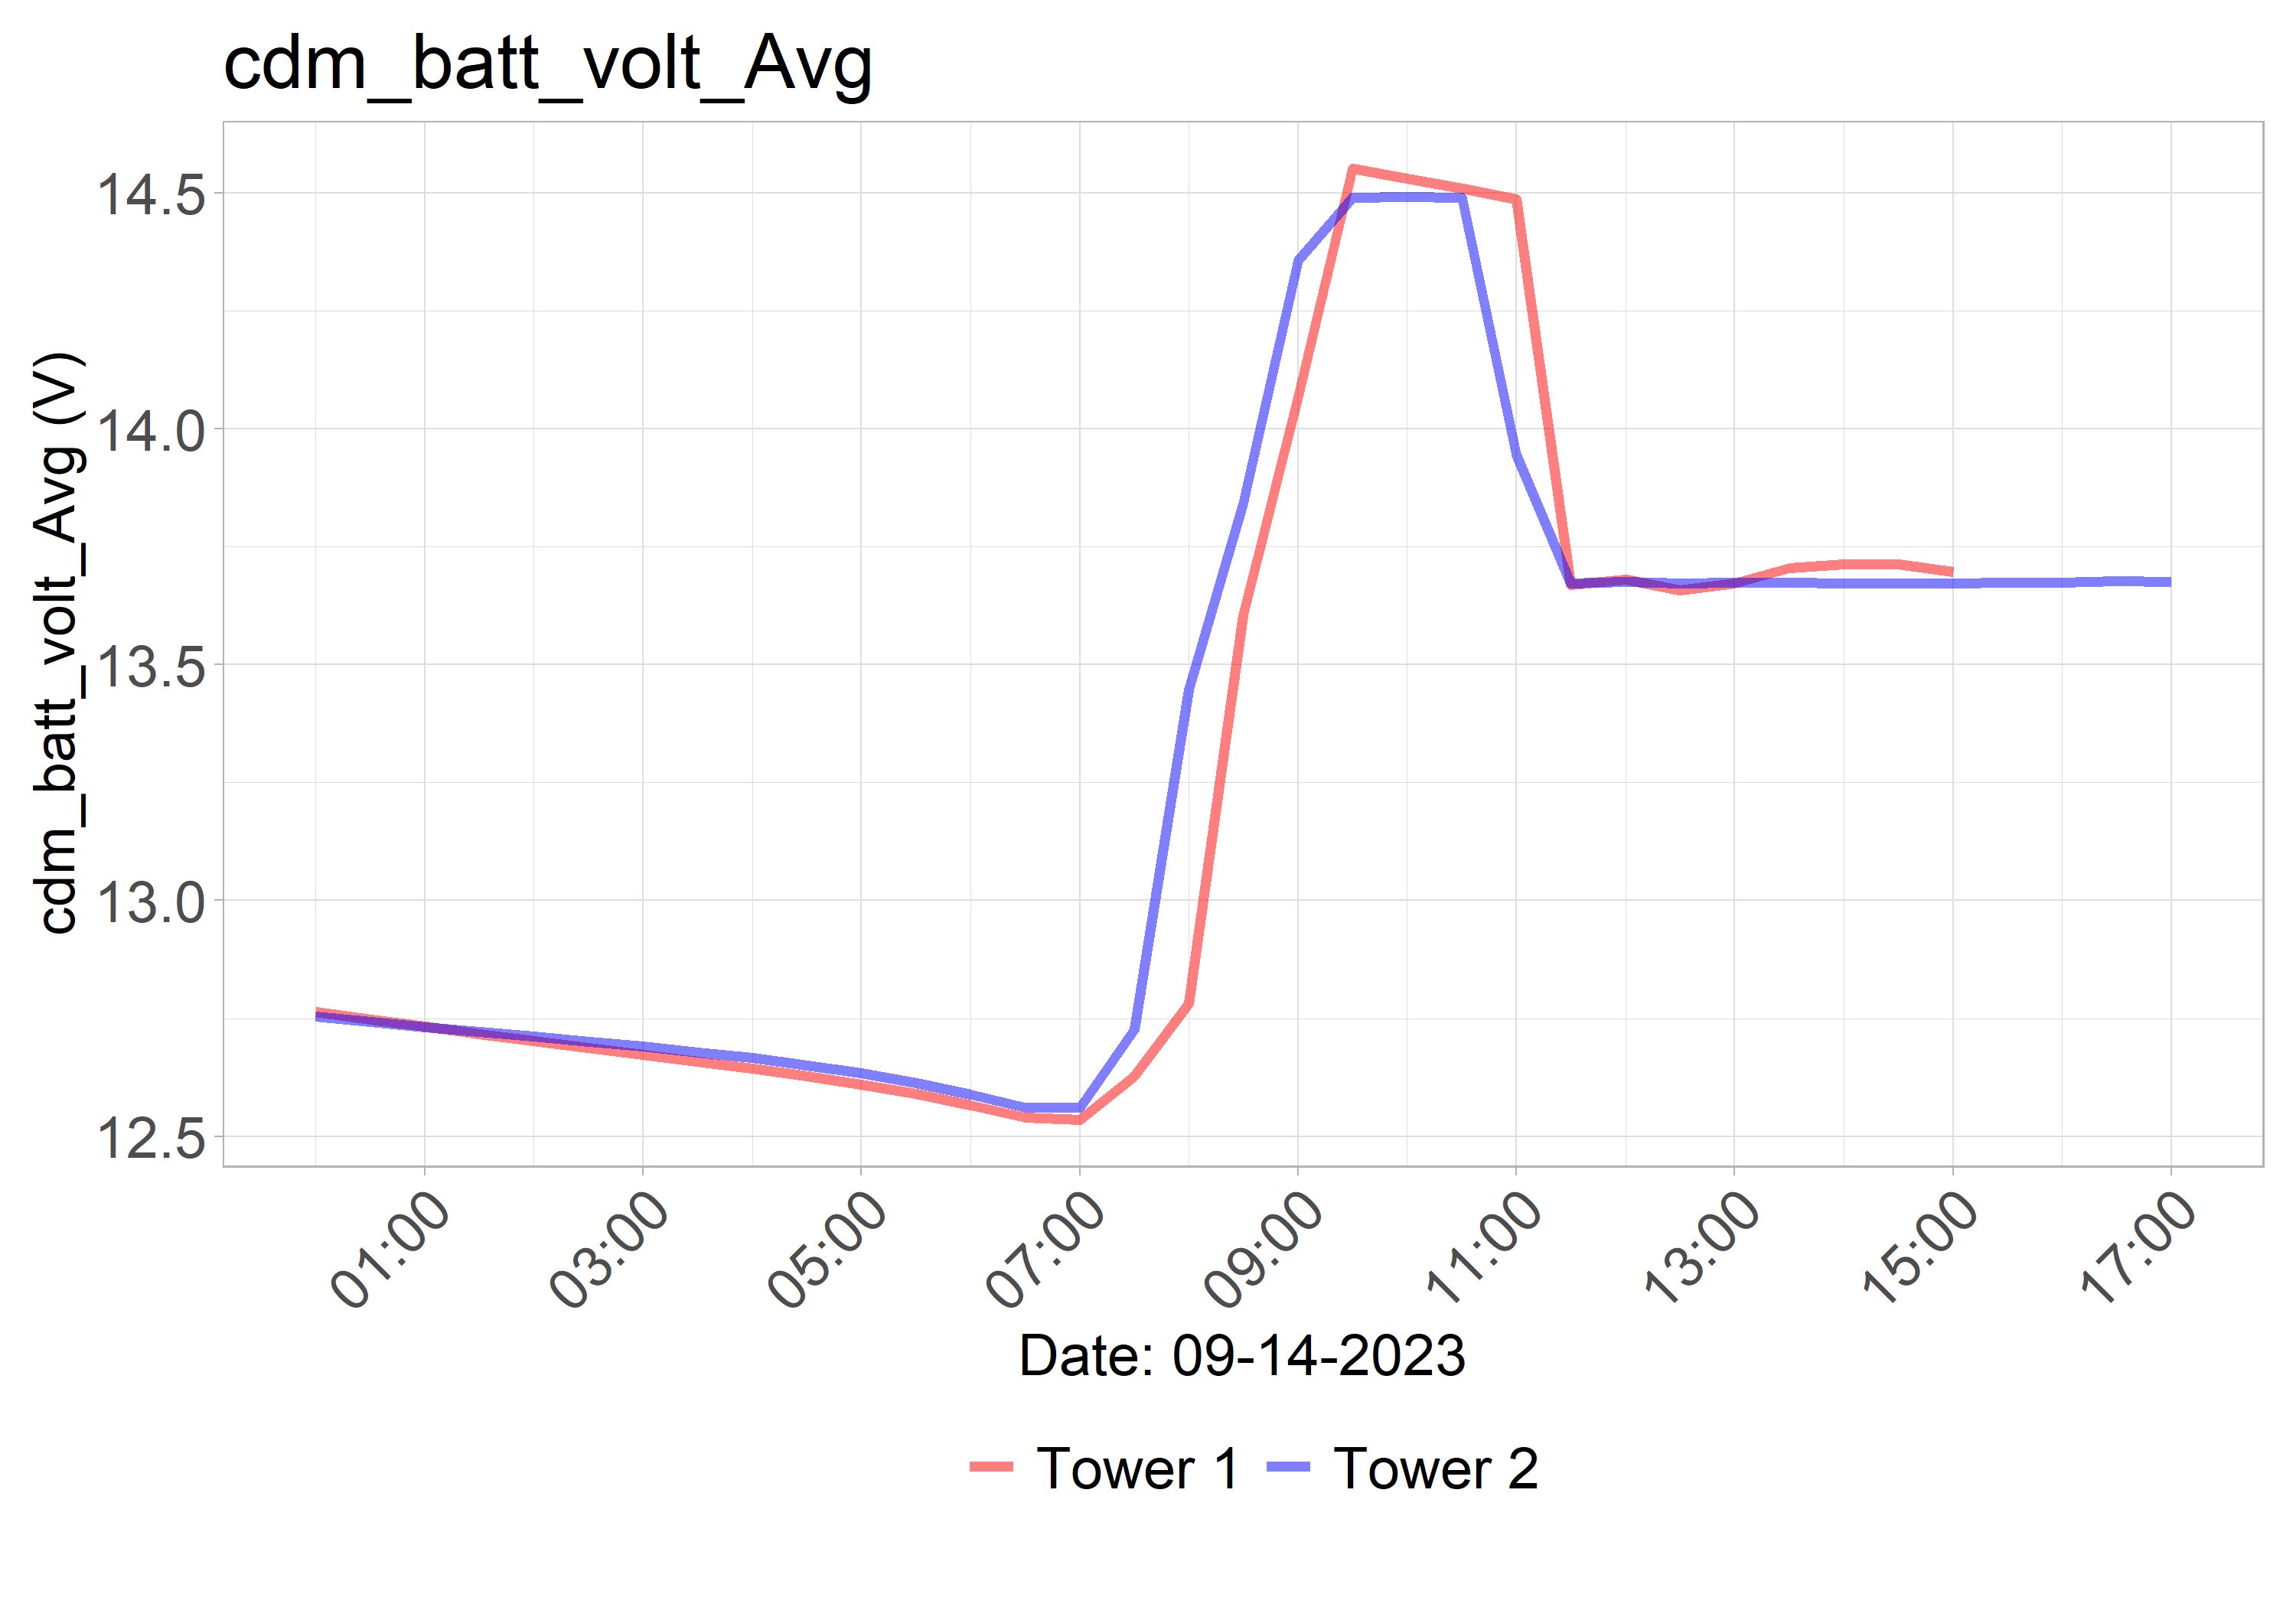 cdm_batt_volt_Avg
cdm_batt_volt_Avg (V)
14.5
14.0
13.5
13.0
12.5
01:00
03:00
05:00
07:00
09:00
11:00
13:00
15:00
17:00
Date: 09-14-2023
Tower 1
Tower 2